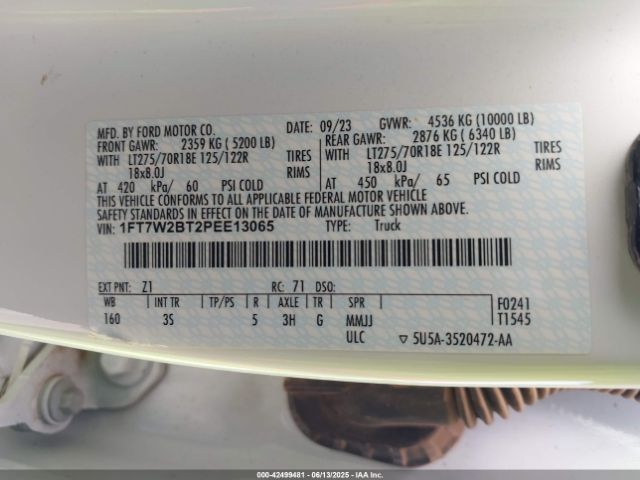 MFD. BY FORD MOTOR CO. DATE: 09/23 GVWR: 4536 KG (10000 LB)
FRONT GAWR: 2359 KG (5200 LB) REAR GAWR: 2876 KG (6340 LB)
WITH LT275/70R18E 125/122R TIRES WITH LT275/70R18E 125/122R TIRES
18x8.0J RIMS 18x8.0J RIMS
AT 420 kPa/ 60 PSI COLD AT 450 kPa/ 65 PSI COLD
THIS VEHICLE CONFORMS TO ALL APPLICABLE FEDERAL MOTOR VEHICLE
SAFETY STANDARDS IN EFFECT ON THE DATE OF MANUFACTURE SHOWN ABOVE.
VIN: 1FT7W2BT2PEE13065 TYPE: Truck
EXT PNT: Z1 RC: 71 DSO:
WB INT TR TP/PS R AXLE TR SPR F0241
160 3S 5 3H G MMJJ T1545
ULC ▽ 5U5A-3520472-AA
000-42499481 - 06/13/2025 - IAA Inc.